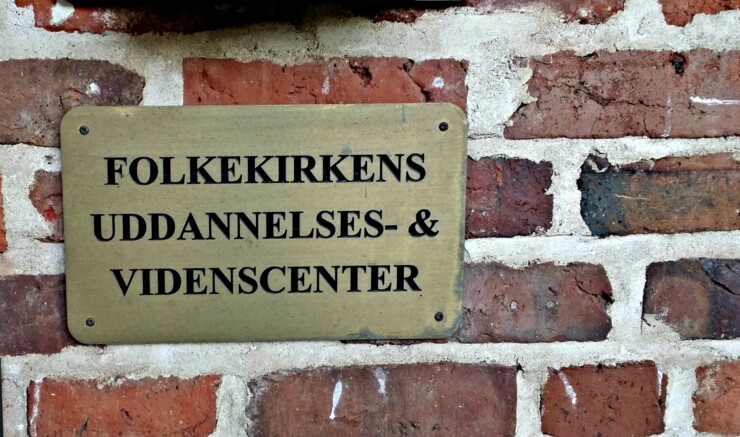 FOLKEKIRKENS
UDDANNELSES- &
VIDENSCENTER